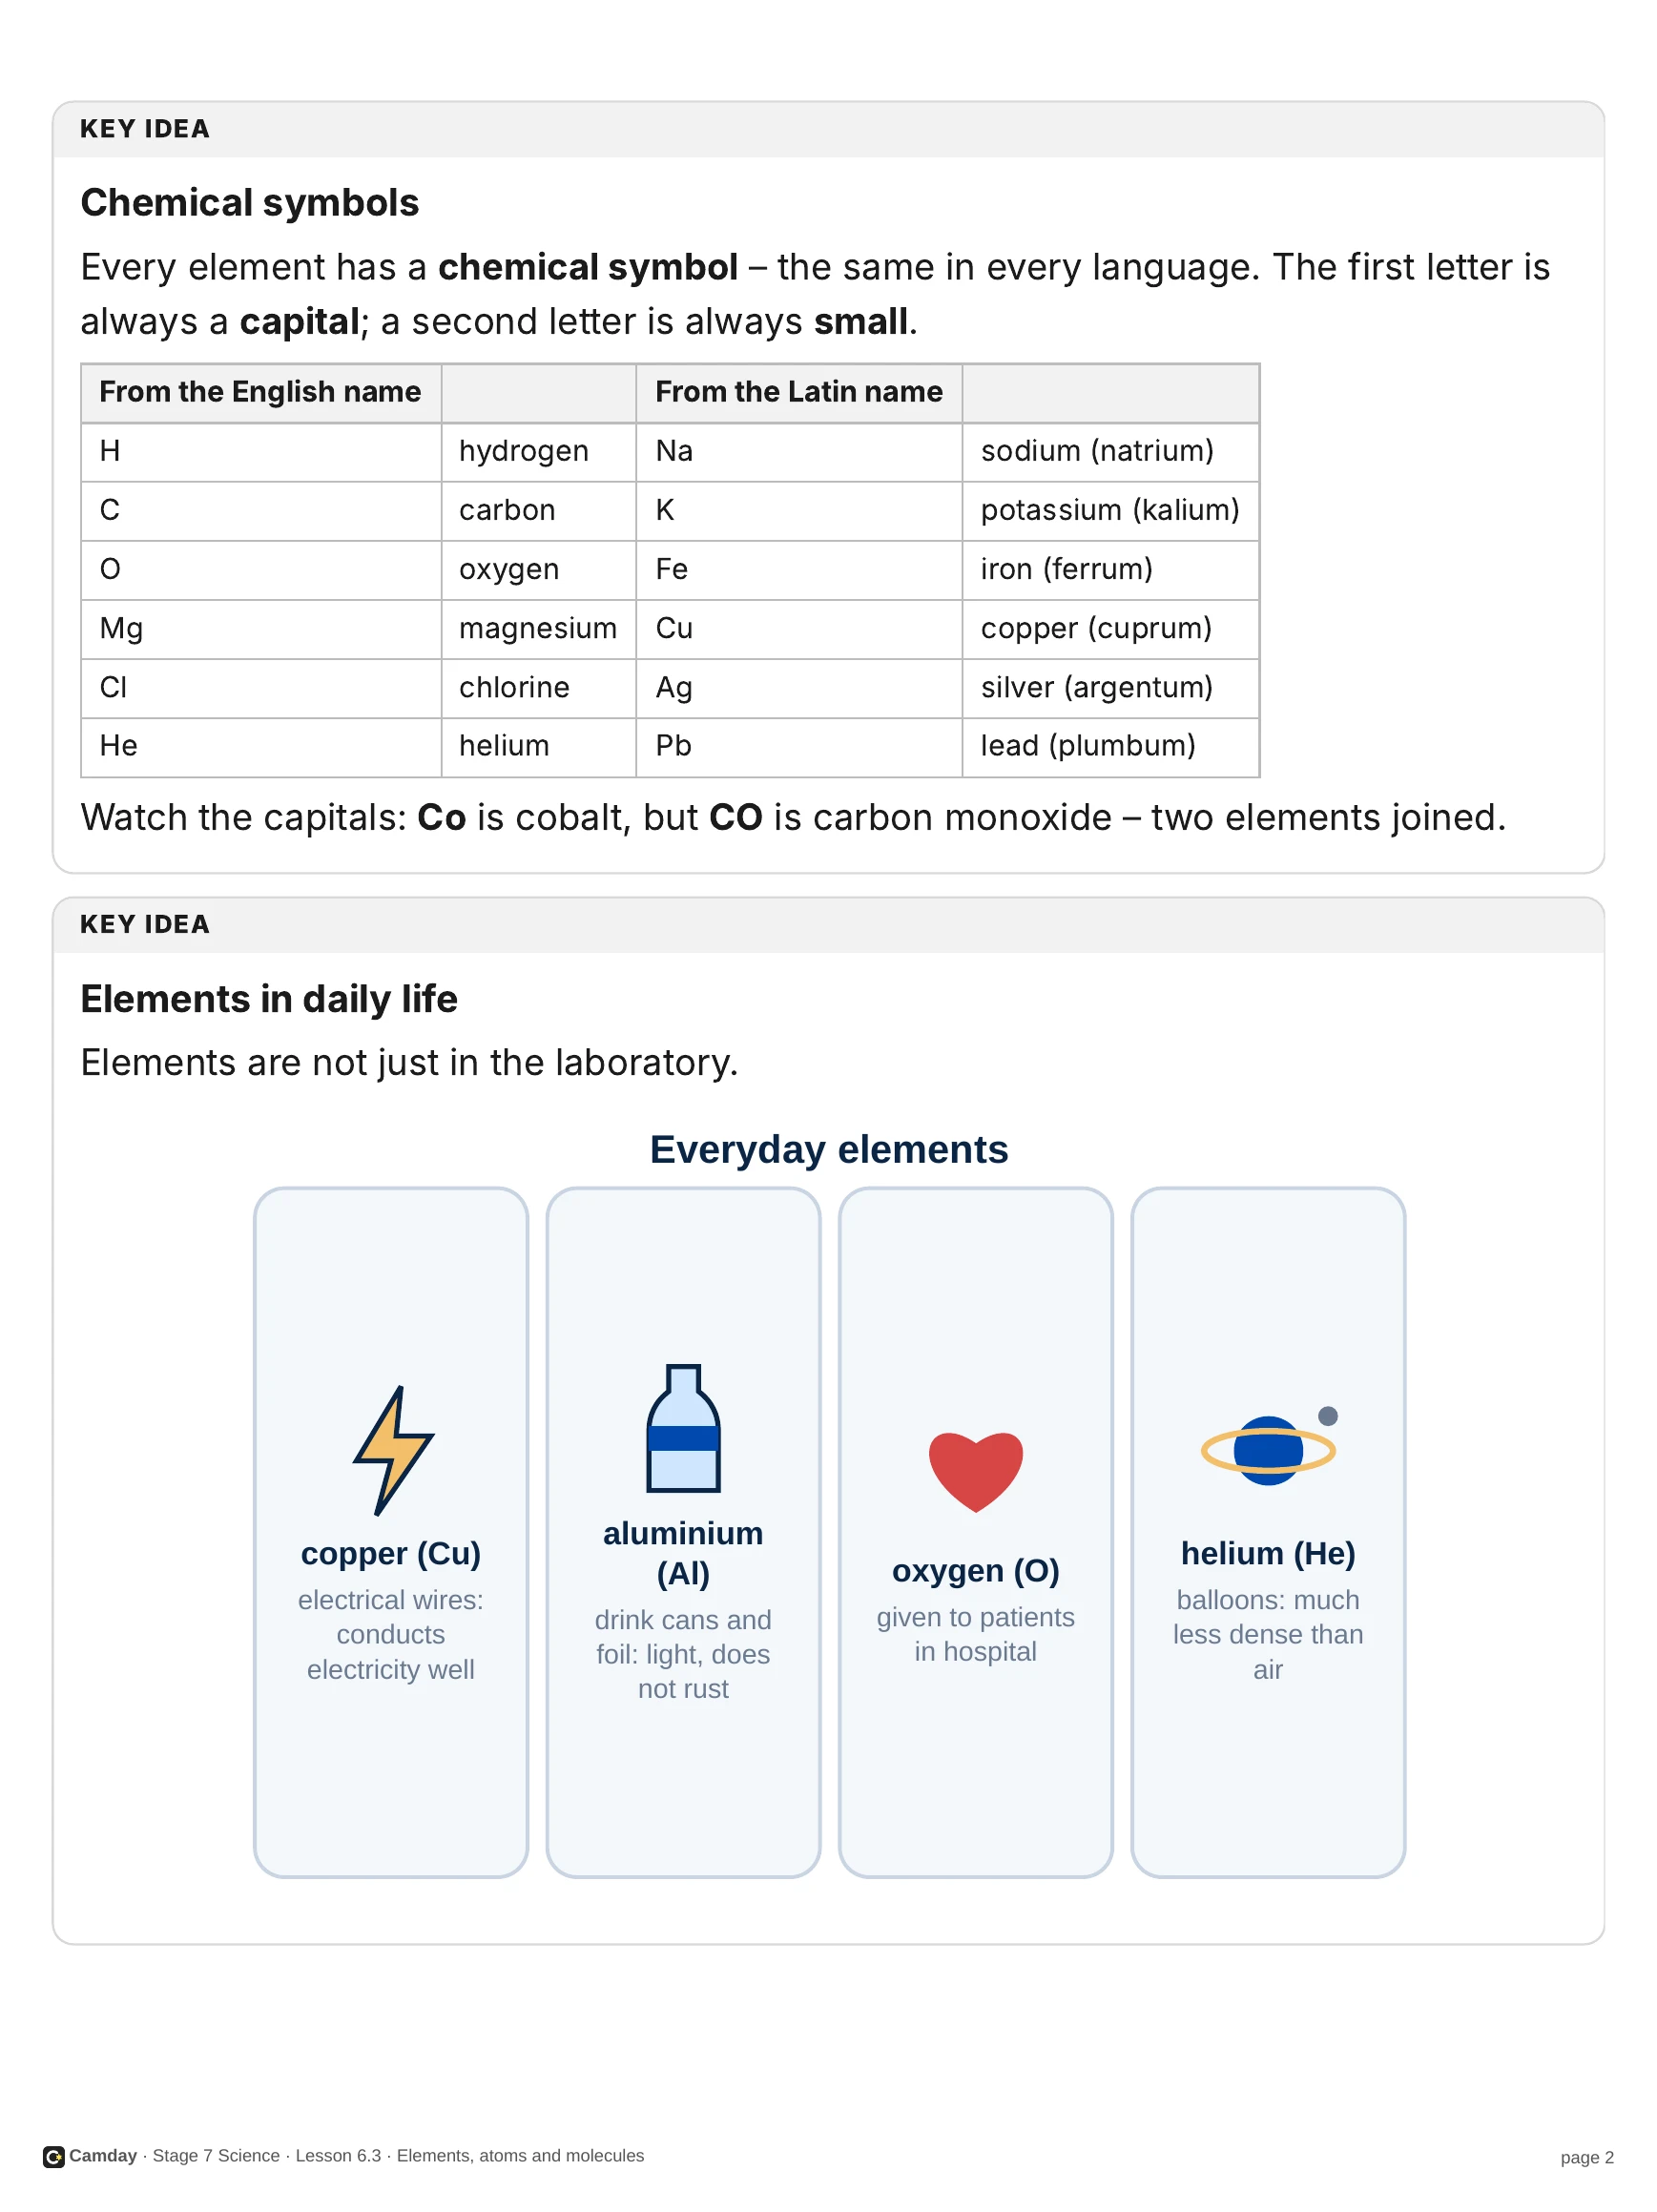 KEY IDEA
Chemical symbols
Every element has a chemical symbol – the same in every language. The first letter is
always a capital; a second letter is always small.
From the English name From the Latin name
H hydrogen Na sodium (natrium)
C carbon K potassium (kalium)
O oxygen Fe iron (ferrum)
Mg magnesium Cu copper (cuprum)
Cl chlorine Ag silver (argentum)
He helium Pb lead (plumbum)
Watch the capitals: Co is cobalt, but CO is carbon monoxide – two elements joined.
KEY IDEA
Elements in daily life
Elements are not just in the laboratory.
Everyday elements
copper (Cu)
electrical wires:
conducts
electricity well
aluminium
(Al)
drink cans and
foil: light, does
not rust
oxygen (O)
given to patients
in hospital
helium (He)
balloons: much
less dense than
air
Camday · Stage 7 Science · Lesson 6.3 · Elements, atoms and molecules
page 2